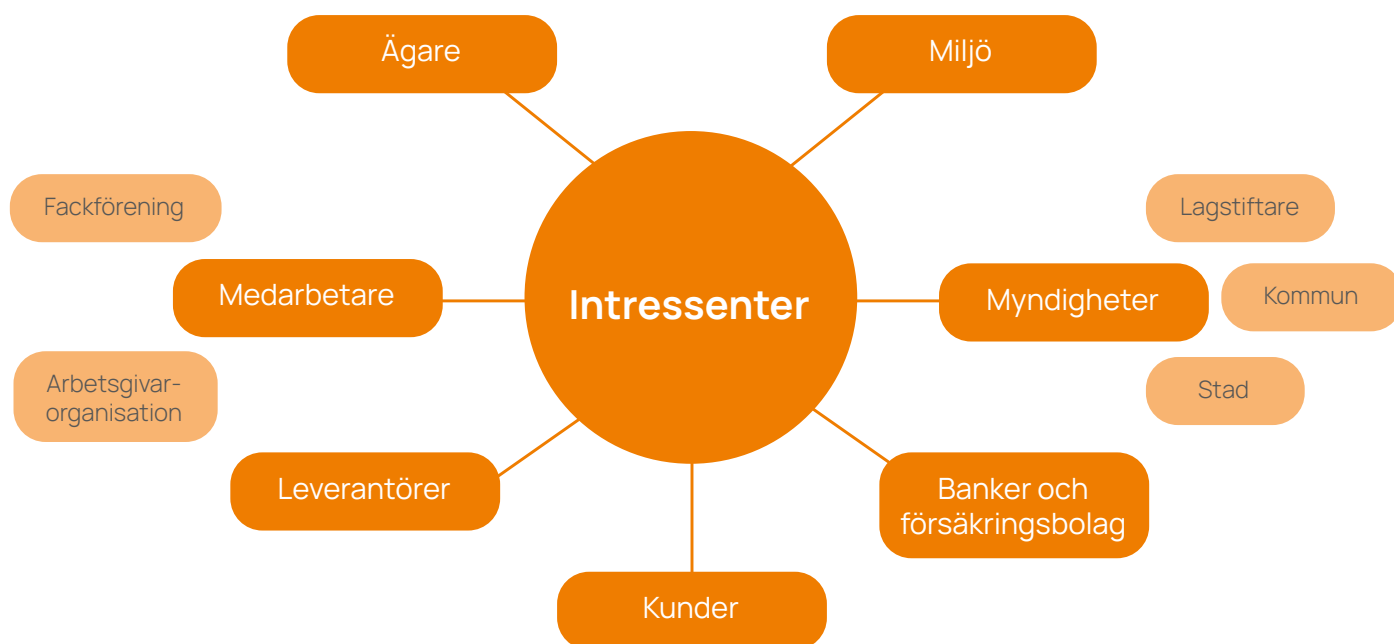 Ägare
Miljö
Fackförening
Lagstiftare
Medarbetare
Intressenter
Myndigheter
Kommun
Arbetsgivar-
organisation
Stad
Leverantörer
Banker och
försäkringsbolag
Kunder